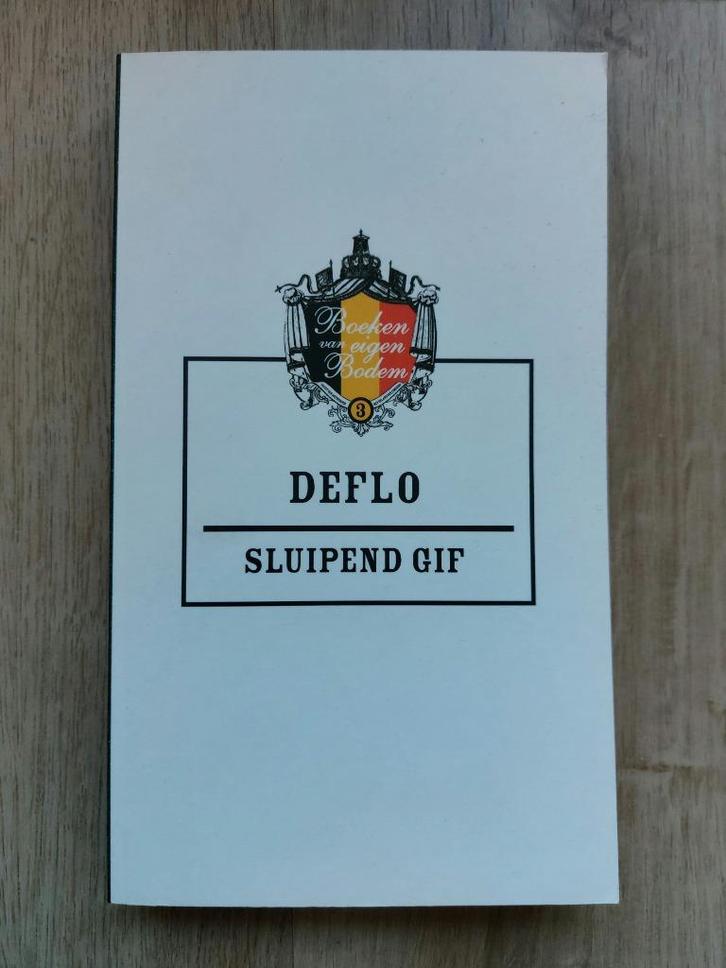 Boeken
van eigen
Bodem
3
DEFLO
SLUIPEND GIF